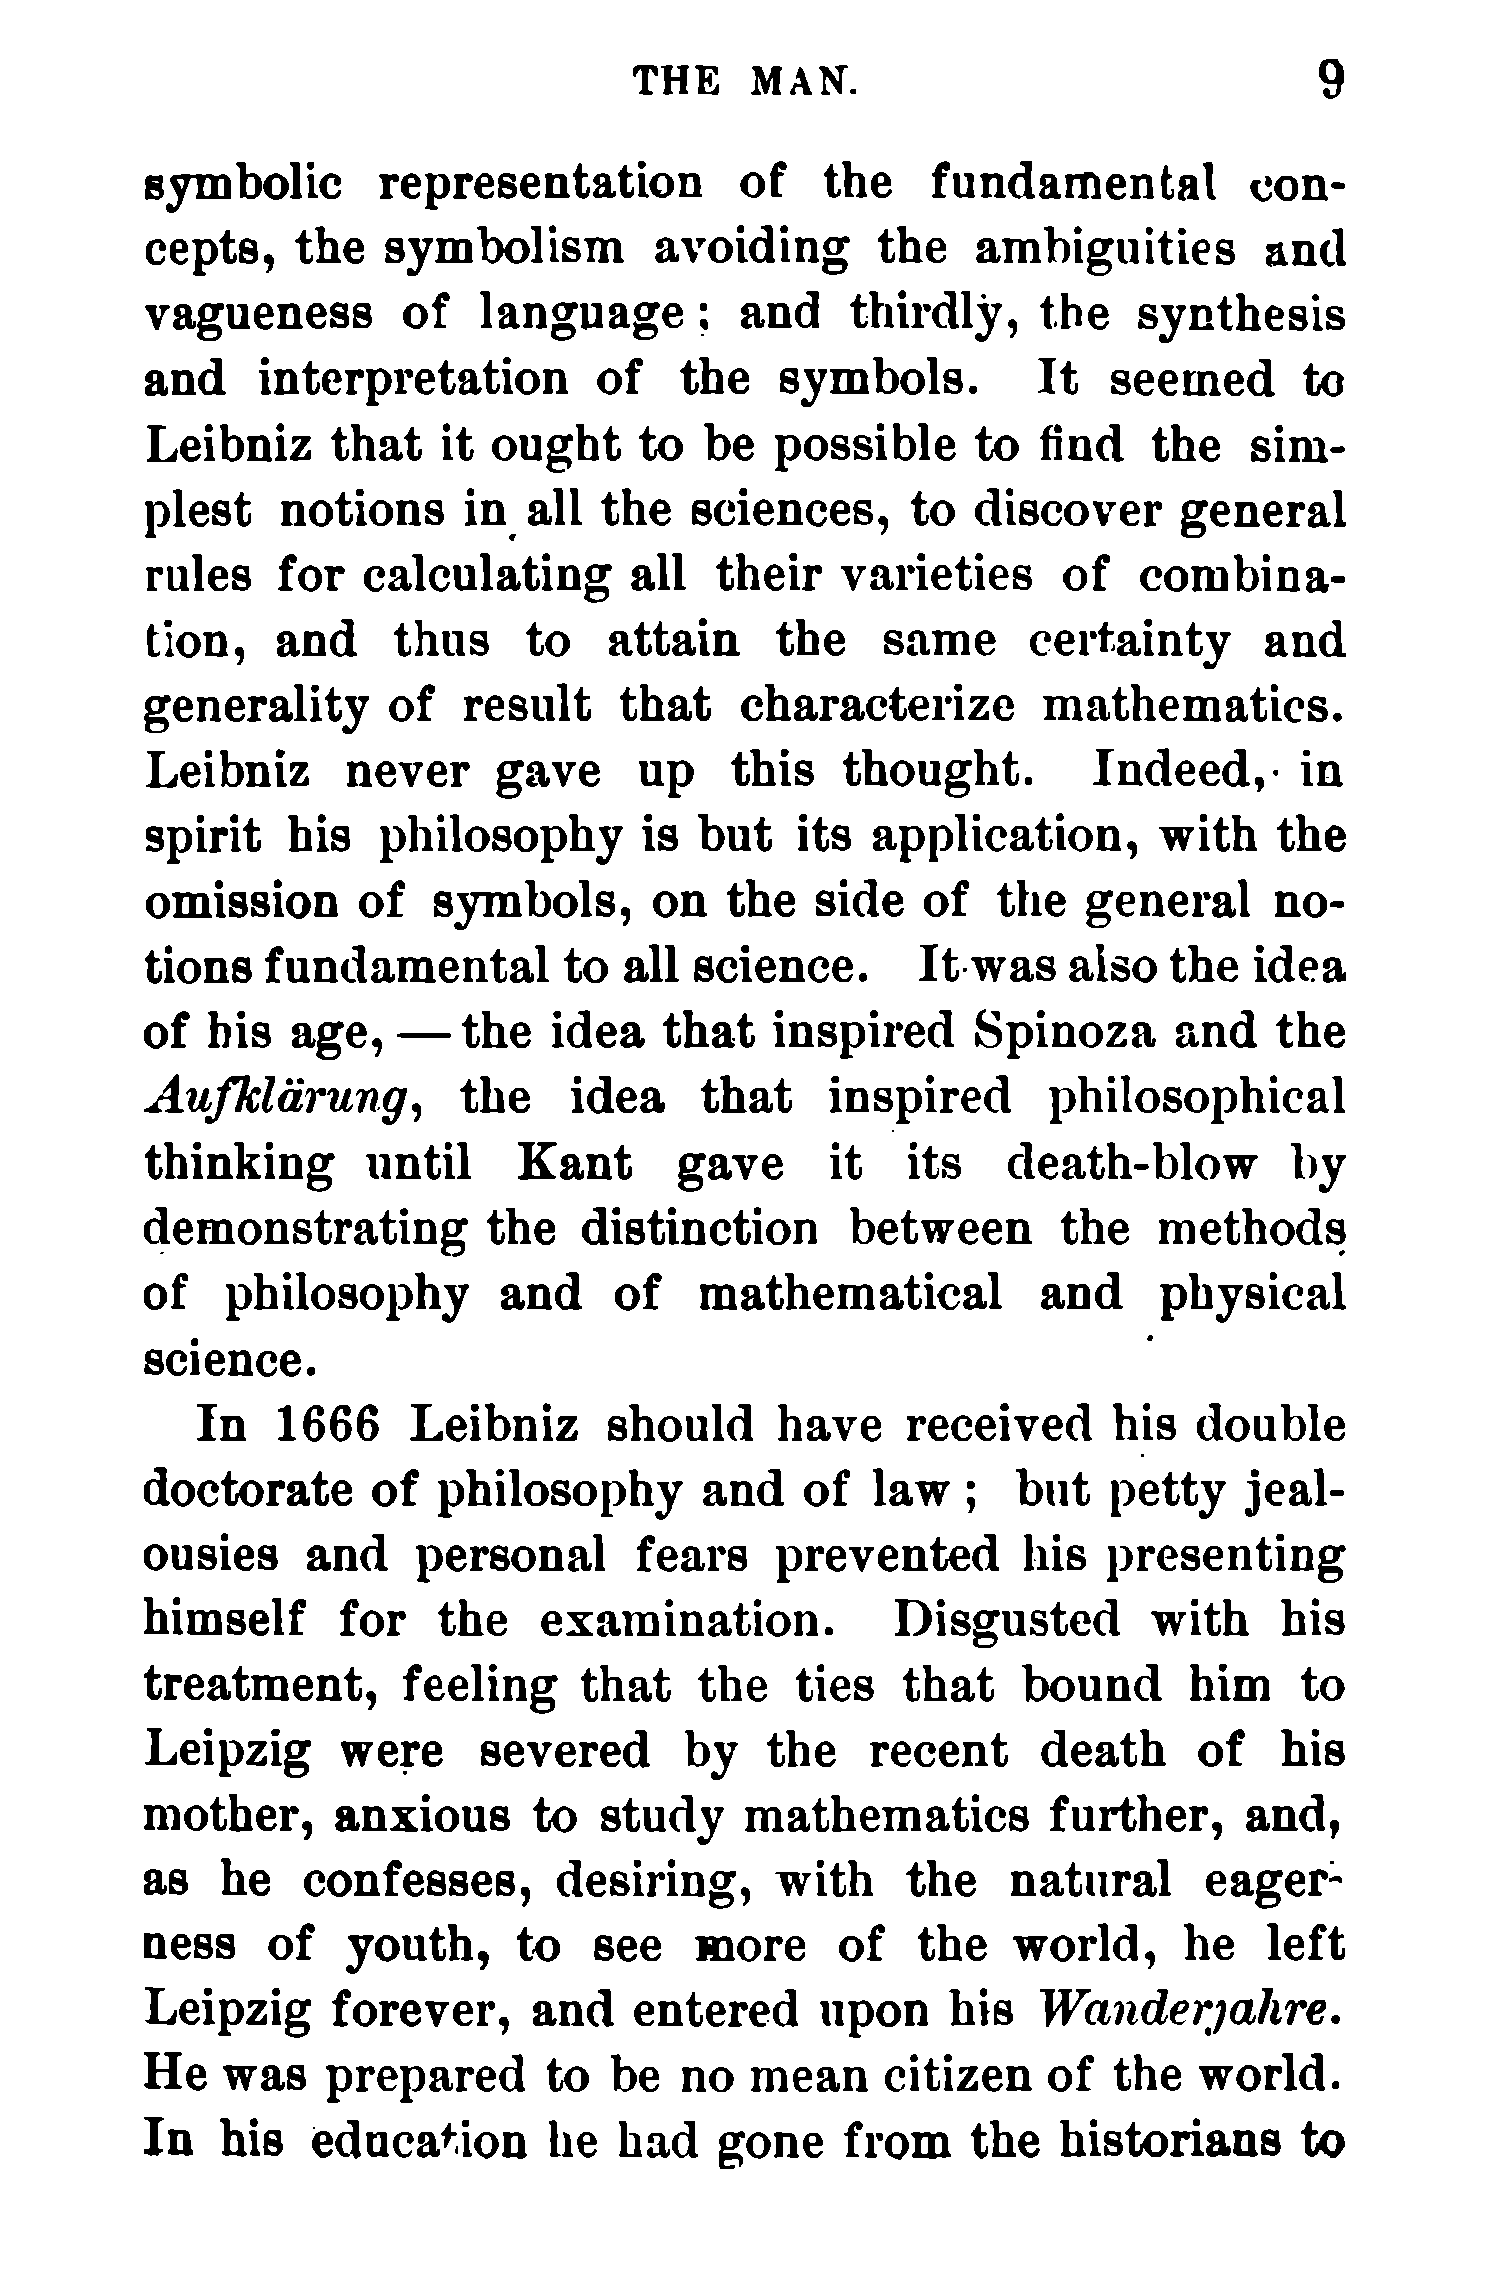 THE MAN. 9
symbolic representation of the fundamental con-
cepts, the symbolism avoiding the ambiguities and
vagueness of language; and thirdly, the synthesis
and interpretation of the symbols. It seemed to
Leibniz that it ought to be possible to find the sim-
plest notions in all the sciences, to discover general
rules for calculating all their varieties of combina-
tion, and thus to attain the same certainty and
generality of result that characterize mathematics.
Leibniz never gave up this thought. Indeed, in
spirit his philosophy is but its application, with the
omission of symbols, on the side of the general no-
tions fundamental to all science. It was also the idea
of his age, — the idea that inspired Spinoza and the
Aufklärung, the idea that inspired philosophical
thinking until Kant gave it its death-blow by
demonstrating the distinction between the methods
of philosophy and of mathematical and physical
science.
In 1666 Leibniz should have received his double
doctorate of philosophy and of law; but petty jeal-
ousies and personal fears prevented his presenting
himself for the examination. Disgusted with his
treatment, feeling that the ties that bound him to
Leipzig were severed by the recent death of his
mother, anxious to study mathematics further, and,
as he confesses, desiring, with the natural eager-
ness of youth, to see more of the world, he left
Leipzig forever, and entered upon his Wanderjahre.
He was prepared to be no mean citizen of the world.
In his education he had gone from the historians to